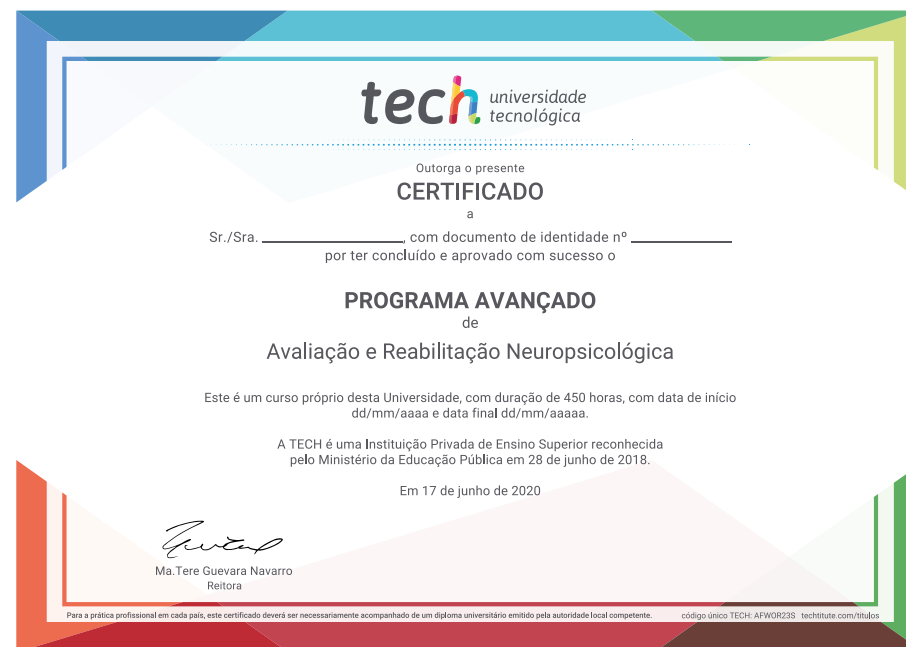 tech universidade
tecnológica
Outorga o presente
CERTIFICADO
a
Sr./Sra. ____________, com documento de identidade nº ____________
por ter concluído e aprovado com sucesso o
PROGRAMA AVANÇADO
de
Avaliação e Reabilitação Neuropsicológica
Este é um curso próprio desta Universidade, com duração de 450 horas, com data de início
dd/mm/aaaa e data final dd/mm/aaaaa.
A TECH é uma Instituição Privada de Ensino Superior reconhecida
pelo Ministério da Educação Pública em 28 de junho de 2018.
Em 17 de junho de 2020
Ma.Tere Guevara Navarro
Reitora
Para a prática profissional em cada país, este certificado deverá ser necessariamente acompanhado de um diploma universitário emitido pela autoridade local competente. código único TECH: AFWOR23S techtitute.com/titulos